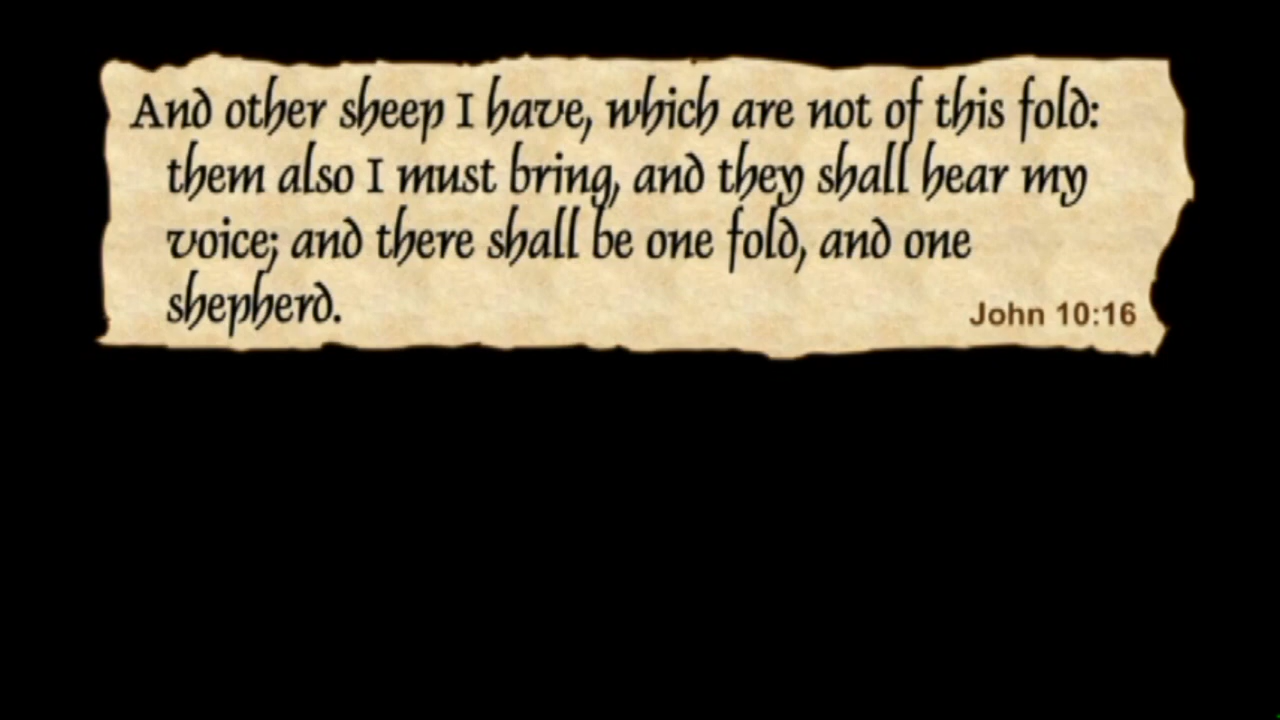 And other sheep I have, which are not of this fold:
them also I must bring, and they shall hear my
voice; and there shall be one fold, and one
shepherd.
John 10:16